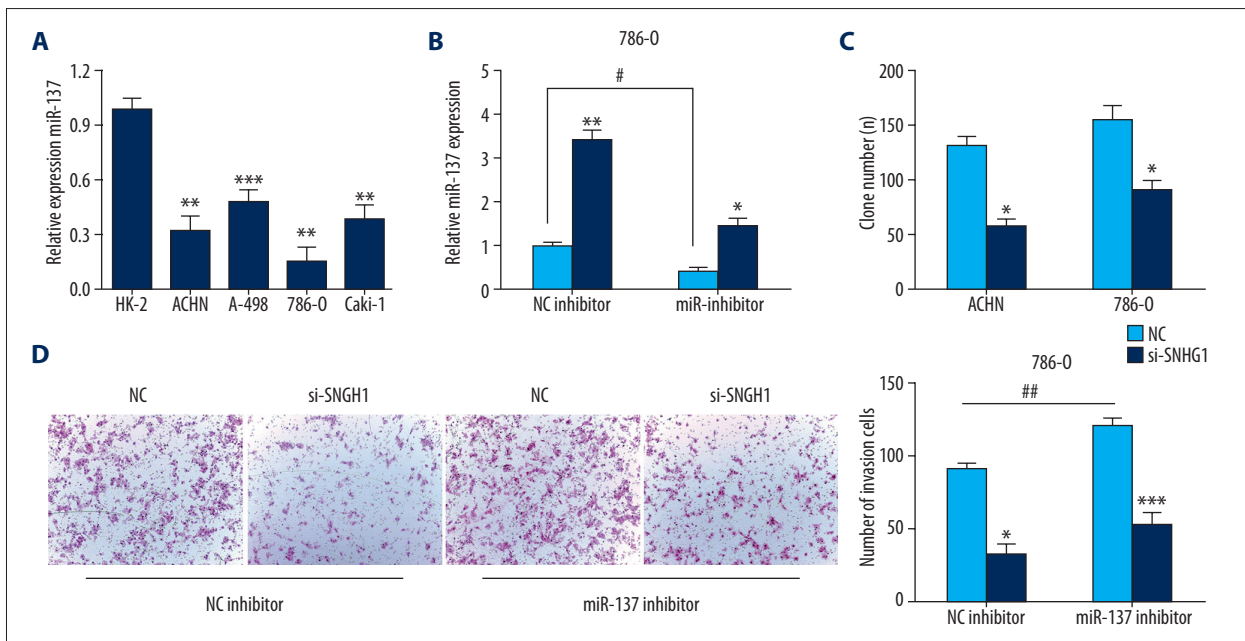 A
Relative expression miR-137
1.2
0.9
0.6
0.3
0.0
**
***
**
**
HK-2 ACHN A-498 786-0 Caki-1
B
786-0
Relative miR-137 expression
5
4
3
2
1
0
#
**
*
NC inhibitor miR-inhibitor
C
Clone number (n)
200
150
100
50
0
*
*
ACHN 786-0
NC
si-SNHG1
D
NC si-SNGH1 NC si-SNGH1
NC inhibitor miR-137 inhibitor
786-0
Number of invasion cells
150
100
50
0
##
*
***
NC inhibitor miR-137 inhibitor